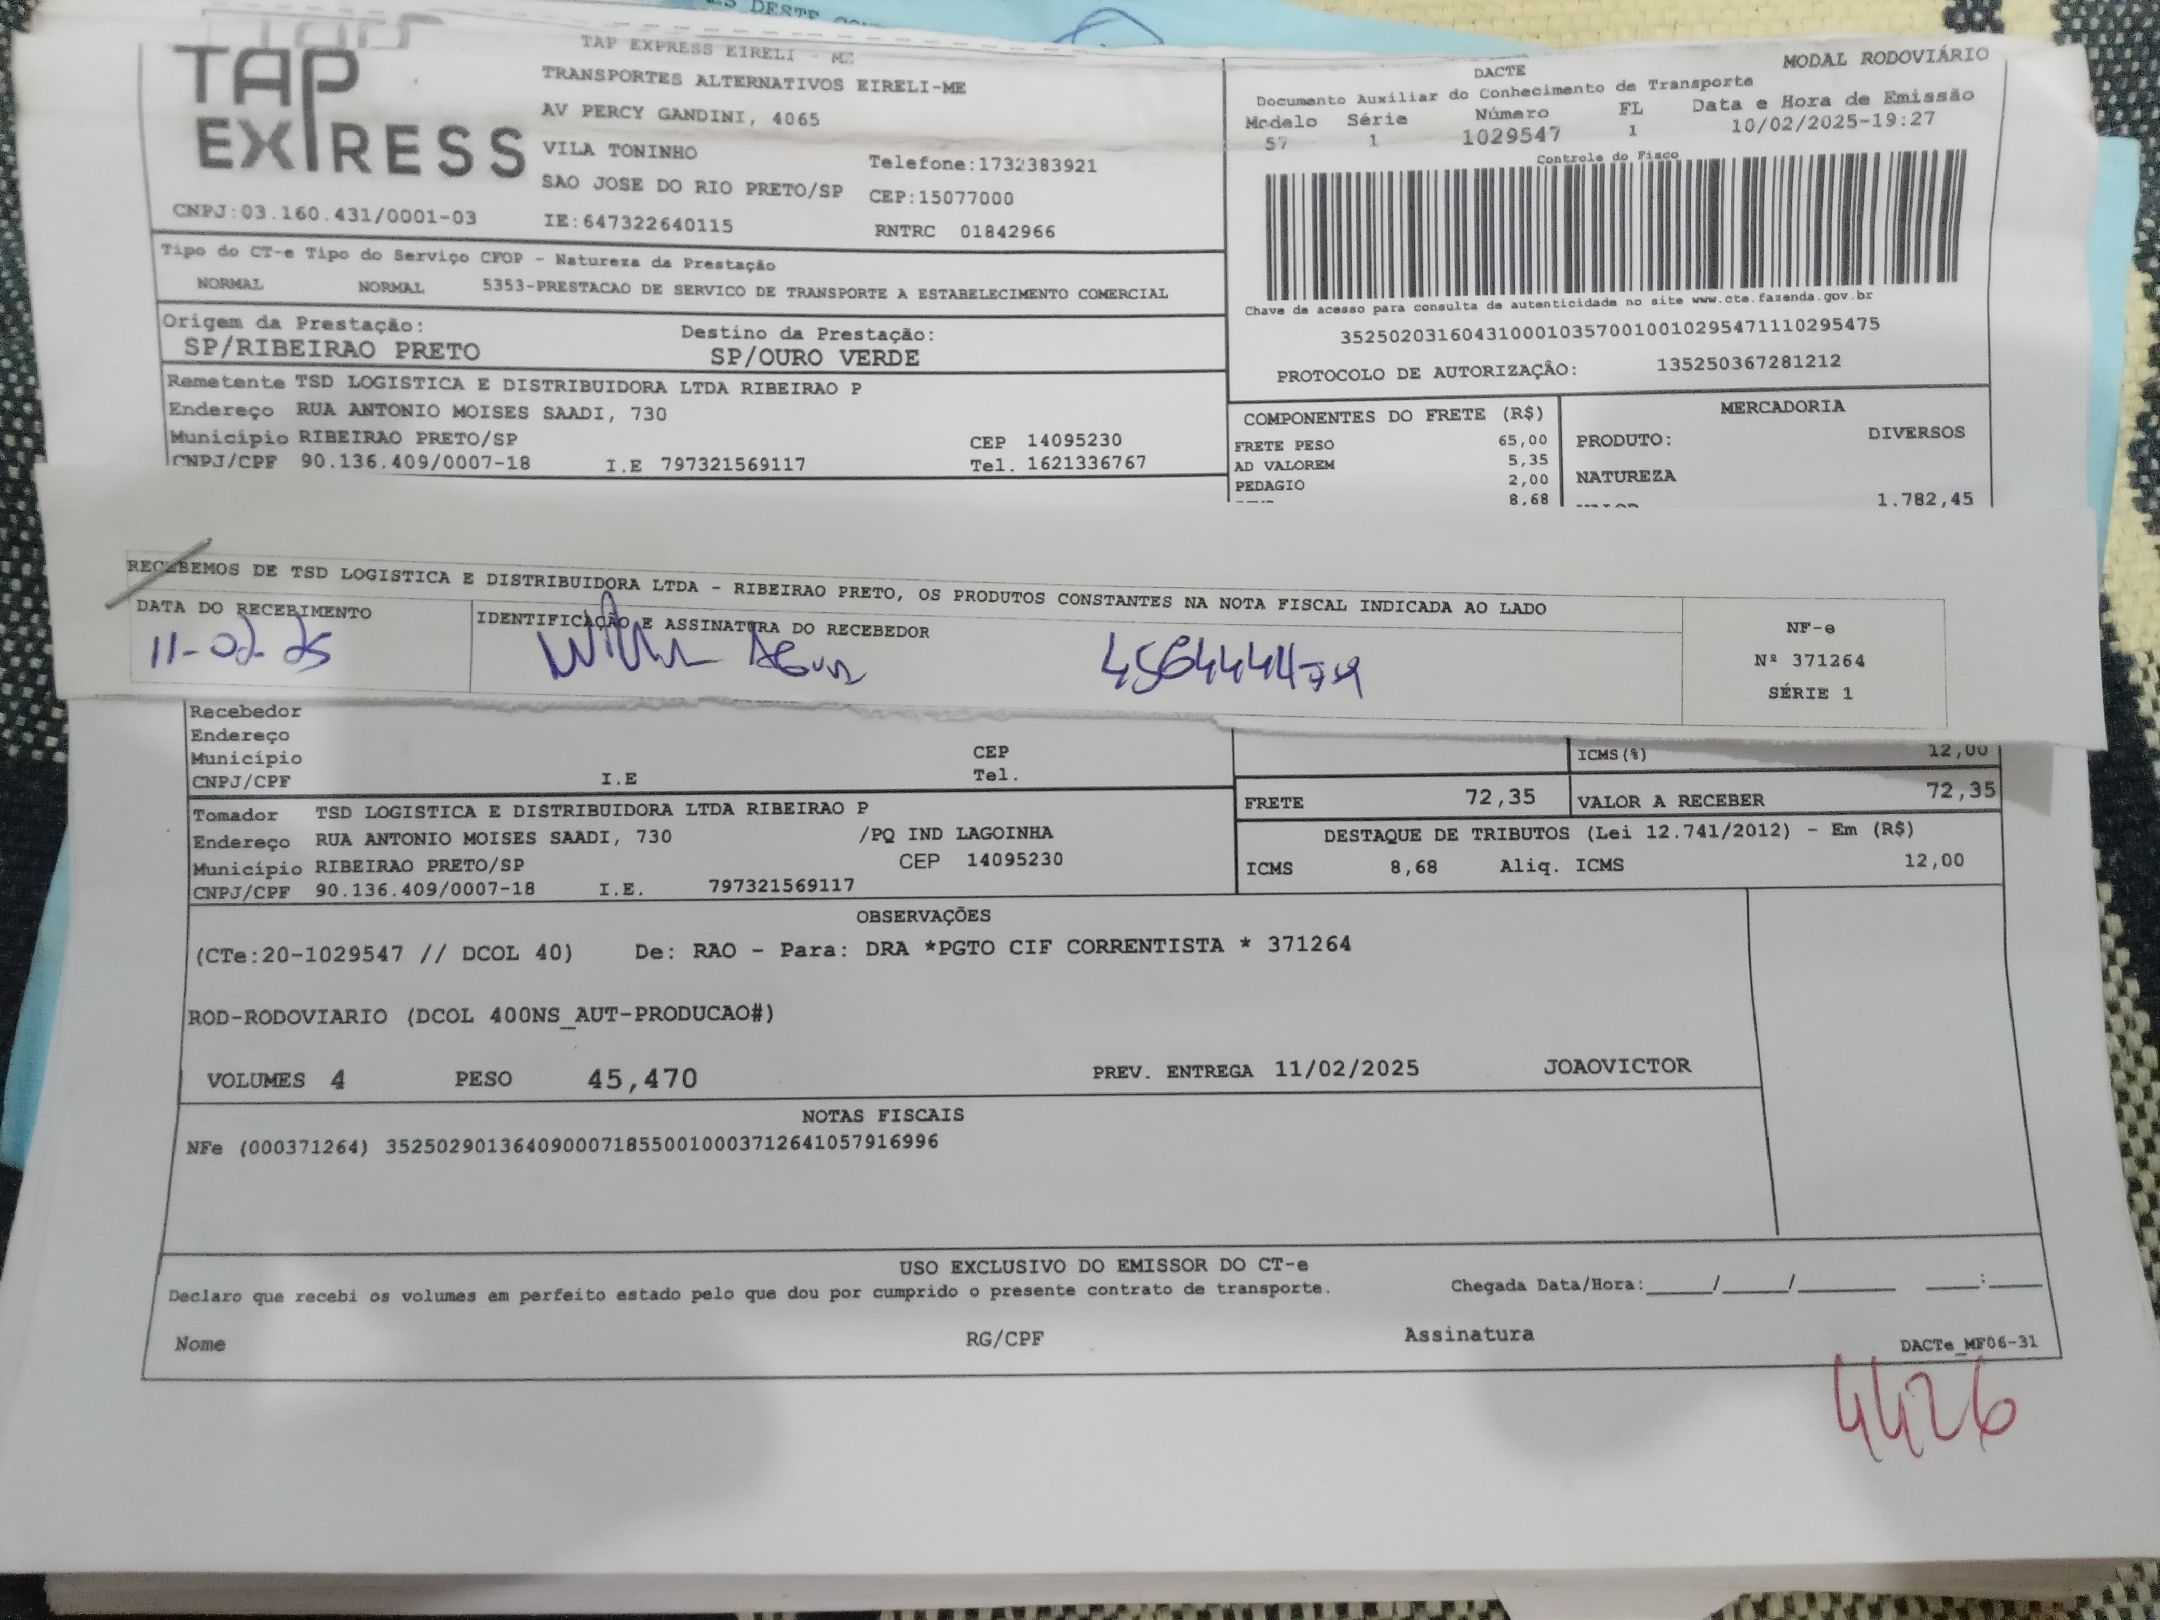 TAP EXPRESS
TAP EXPRESS EIRELI - ME
TRANSPORTES ALTERNATIVOS EIRELI-ME
AV PERCY GANDINI, 4065
VILA TONINHO
Telefone:1732383921
SAO JOSE DO RIO PRETO/SP CEP:15077000
CNPJ:03.160.431/0001-03 IE:647322640115 RNTRC 01842966
MODAL RODOVIÁRIO
DACTE
Documento Auxiliar do Conhecimento de Transporte
Modelo Série Número FL Data e Hora de Emissão
57 1 1029547 1 10/02/2025-19:27
Controle do Fisco
Chave de acesso para consulta de autenticidade no site www.cte.fazenda.gov.br
35250203160431000103570010010295471110295475
PROTOCOLO DE AUTORIZAÇÃO: 135250367281212
Tipo do CT-e Tipo do Serviço CFOP - Natureza da Prestação
NORMAL NORMAL 5353-PRESTACAO DE SERVICO DE TRANSPORTE A ESTABELECIMENTO COMERCIAL
Origem da Prestação: Destino da Prestação:
SP/RIBEIRAO PRETO SP/OURO VERDE
Remetente TSD LOGISTICA E DISTRIBUIDORA LTDA RIBEIRAO P
Endereço RUA ANTONIO MOISES SAADI, 730
Município RIBEIRAO PRETO/SP CEP 14095230
CNPJ/CPF 90.136.409/0007-18 I.E 797321569117 Tel. 1621336767
COMPONENTES DO FRETE (R$)
FRETE PESO 65,00
AD VALOREM 5,35
PEDAGIO 2,00
8,68
MERCADORIA
PRODUTO: DIVERSOS
NATUREZA
1.782,45
RECEBEMOS DE TSD LOGISTICA E DISTRIBUIDORA LTDA - RIBEIRAO PRETO, OS PRODUTOS CONSTANTES NA NOTA FISCAL INDICADA AO LADO
DATA DO RECEBIMENTO IDENTIFICAÇÃO E ASSINATURA DO RECEBEDOR
11-02-25
NF-e
Nº 371264
SÉRIE 1
Recebedor
Endereço
Município CEP
CNPJ/CPF I.E Tel.
ICMS(%) 12,00
FRETE 72,35 VALOR A RECEBER 72,35
Tomador TSD LOGISTICA E DISTRIBUIDORA LTDA RIBEIRAO P
Endereço RUA ANTONIO MOISES SAADI, 730 /PQ IND LAGOINHA
Município RIBEIRAO PRETO/SP CEP 14095230
CNPJ/CPF 90.136.409/0007-18 I.E. 797321569117
DESTAQUE DE TRIBUTOS (Lei 12.741/2012) - Em (R$)
ICMS 8,68 Aliq. ICMS 12,00
OBSERVAÇÕES
(CTe:20-1029547 // DCOL 40) De: RAO - Para: DRA *PGTO CIF CORRENTISTA * 371264
ROD-RODOVIARIO (DCOL 400NS_AUT-PRODUCAO#)
VOLUMES 4 PESO 45,470 PREV. ENTREGA 11/02/2025 JOAOVICTOR
NOTAS FISCAIS
NFe (000371264) 35250290136409000718550010003712641057916996
USO EXCLUSIVO DO EMISSOR DO CT-e
Declaro que recebi os volumes em perfeito estado pelo que dou por cumprido o presente contrato de transporte. Chegada Data/Hora:____/____/______ ___:___
Nome RG/CPF Assinatura DACTe_MF06-31
4426